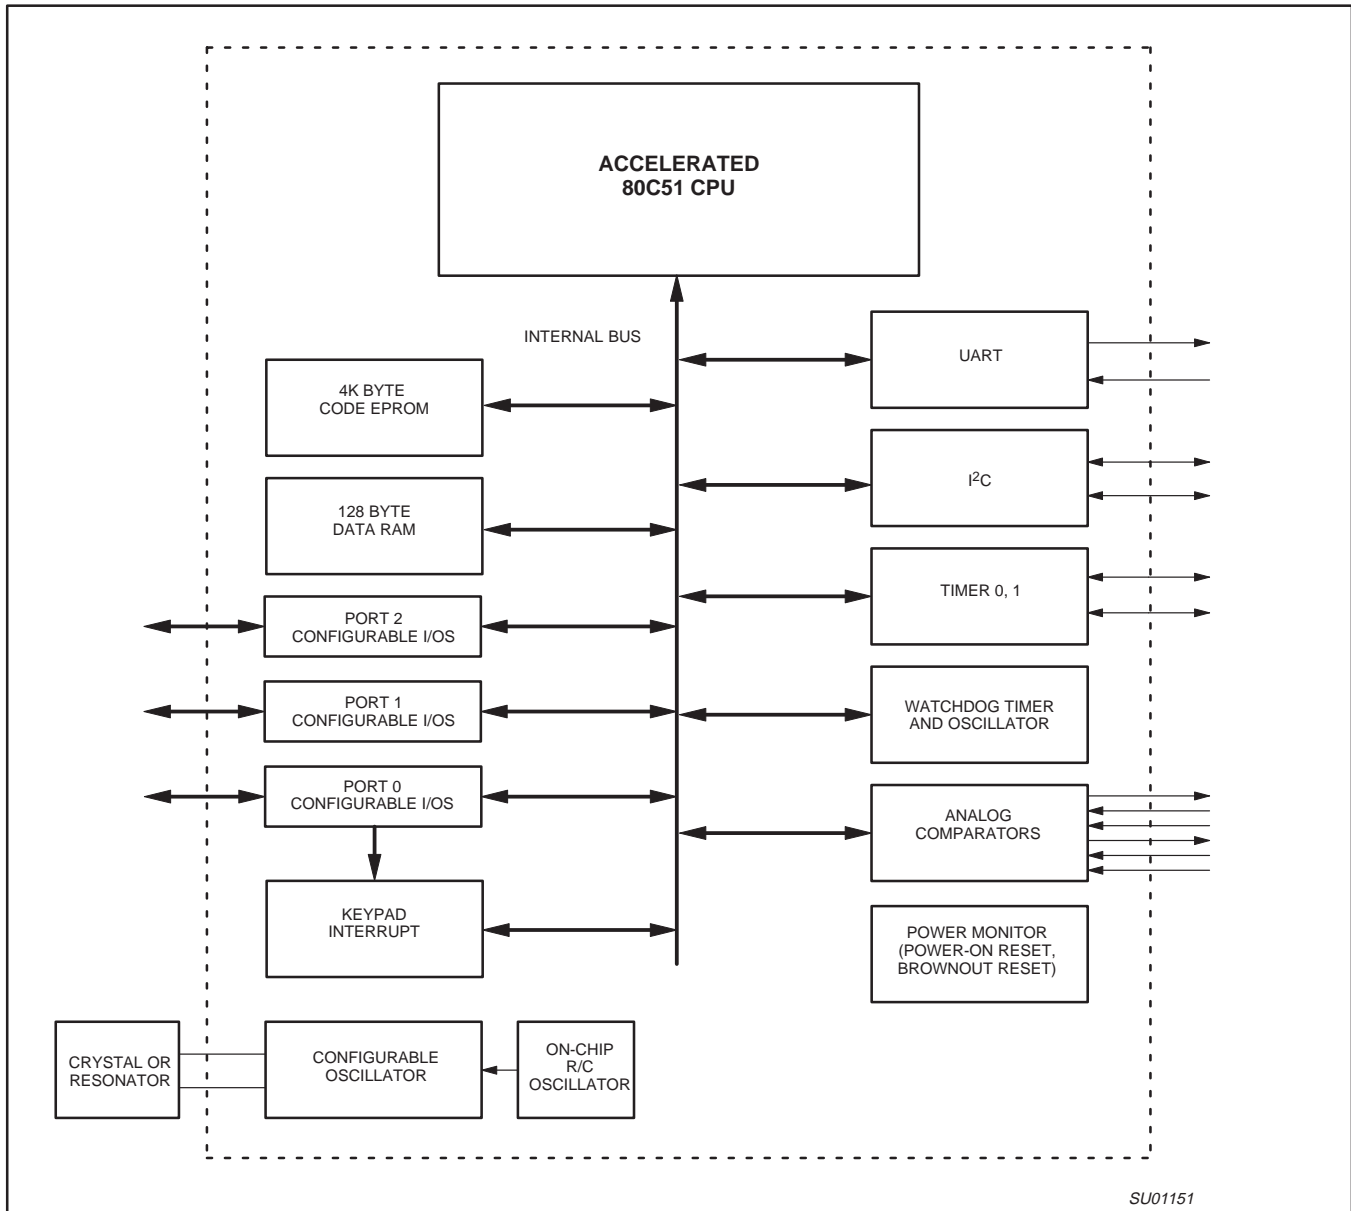 ACCELERATED
80C51 CPU
INTERNAL BUS
UART
4K BYTE
CODE EPROM
I²C
128 BYTE
DATA RAM
TIMER 0, 1
PORT 2
CONFIGURABLE I/OS
PORT 1
CONFIGURABLE I/OS
WATCHDOG TIMER
AND OSCILLATOR
PORT 0
CONFIGURABLE I/OS
ANALOG
COMPARATORS
KEYPAD
INTERRUPT
POWER MONITOR
(POWER-ON RESET,
BROWNOUT RESET)
CRYSTAL OR
RESONATOR
CONFIGURABLE
OSCILLATOR
ON-CHIP
R/C
OSCILLATOR
SU01151